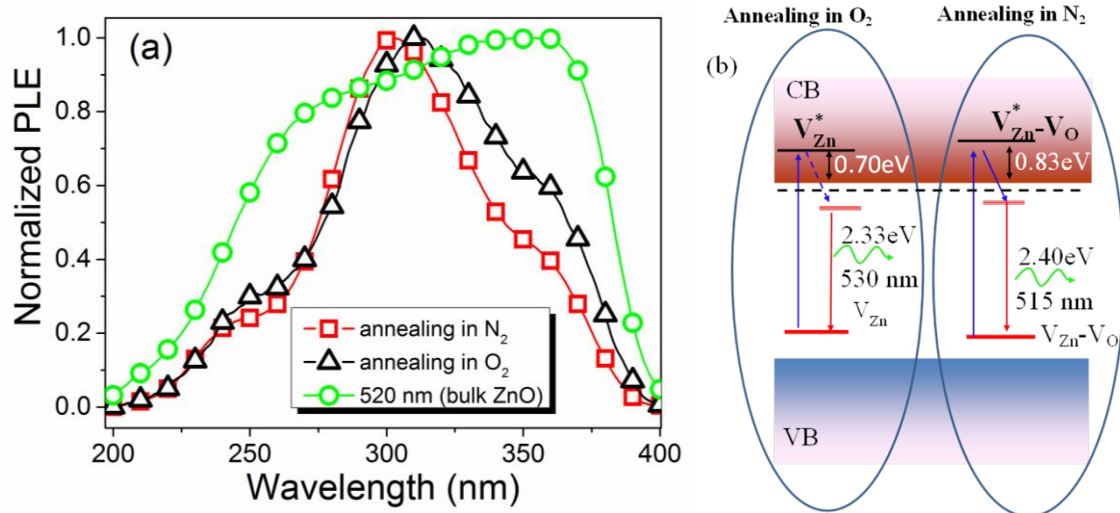 (a)
Normalized PLE
1.0
0.8
0.6
0.4
0.2
0.0
annealing in N₂
annealing in O₂
520 nm (bulk ZnO)
200 250 300 350 400
Wavelength (nm)
Annealing in O₂ Annealing in N₂
(b)
CB
V*Zn V*Zn-VO
0.70eV 0.83eV
2.33eV 2.40eV
530 nm 515 nm
VZn VZn-VO
VB